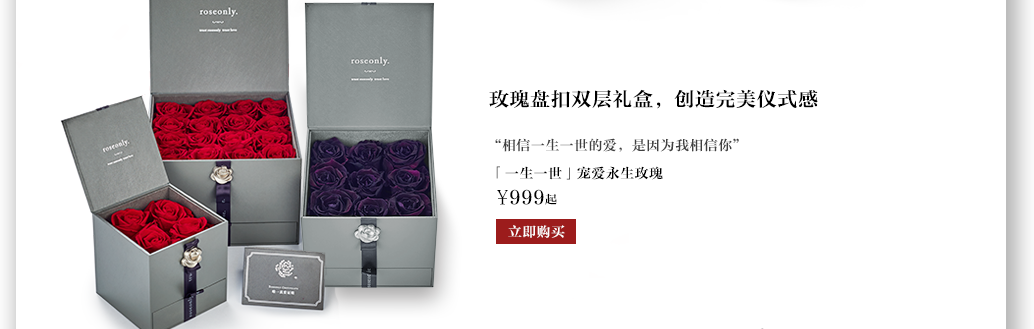 roseonly.
roseonly.
roseonly.
玫瑰盘扣双层礼盒，创造完美仪式感
“相信一生一世的爱，是因为我相信你”
「一生一世」宠爱永生玫瑰
¥999起
立即购买